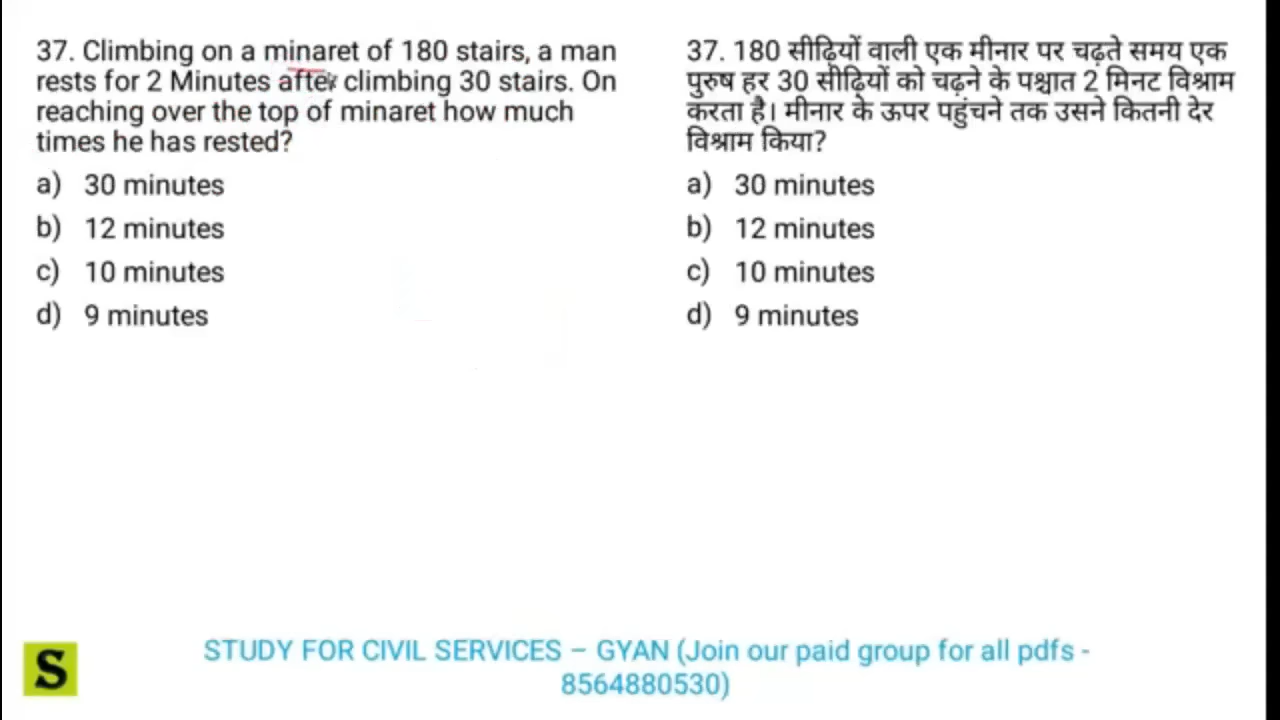 37. Climbing on a minaret of 180 stairs, a man
rests for 2 Minutes after climbing 30 stairs. On
reaching over the top of minaret how much
times he has rested?
a) 30 minutes
b) 12 minutes
c) 10 minutes
d) 9 minutes
37. 180 सीढ़ियों वाली एक मीनार पर चढ़ते समय एक
पुरुष हर 30 सीढ़ियों को चढ़ने के पश्चात 2 मिनट विश्राम
करता है। मीनार के ऊपर पहुंचने तक उसने कितनी देर
विश्राम किया?
a) 30 minutes
b) 12 minutes
c) 10 minutes
d) 9 minutes
S
STUDY FOR CIVIL SERVICES – GYAN (Join our paid group for all pdfs -
8564880530)